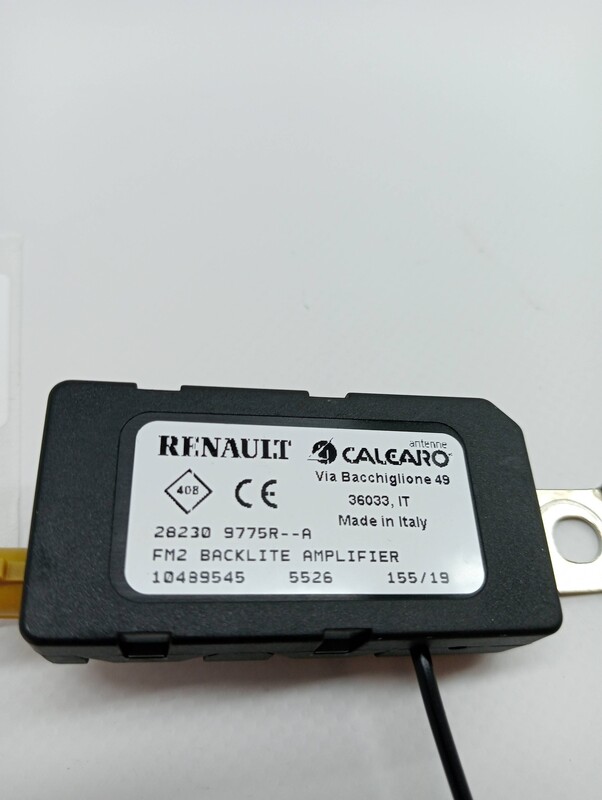 RENAULT
antenne
CALEARO
Via Bacchiglione 49
36033, IT
Made in Italy
408
CE
28230 9775R--A
FM2 BACKLITE AMPLIFIER
10489545 5526 155/19